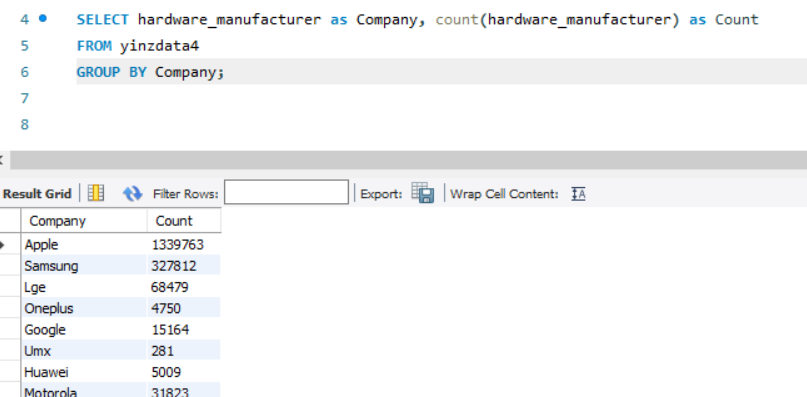 4 SELECT hardware_manufacturer as Company, count(hardware_manufacturer) as Count
5 FROM yinzdata4
6 GROUP BY Company;
7
8
Result Grid Filter Rows: Export: Wrap Cell Content: IA
Company Count
Apple 1339763
Samsung 327812
Lge 68479
Oneplus 4750
Google 15164
Umx 281
Huawei 5009
Motorola 31823